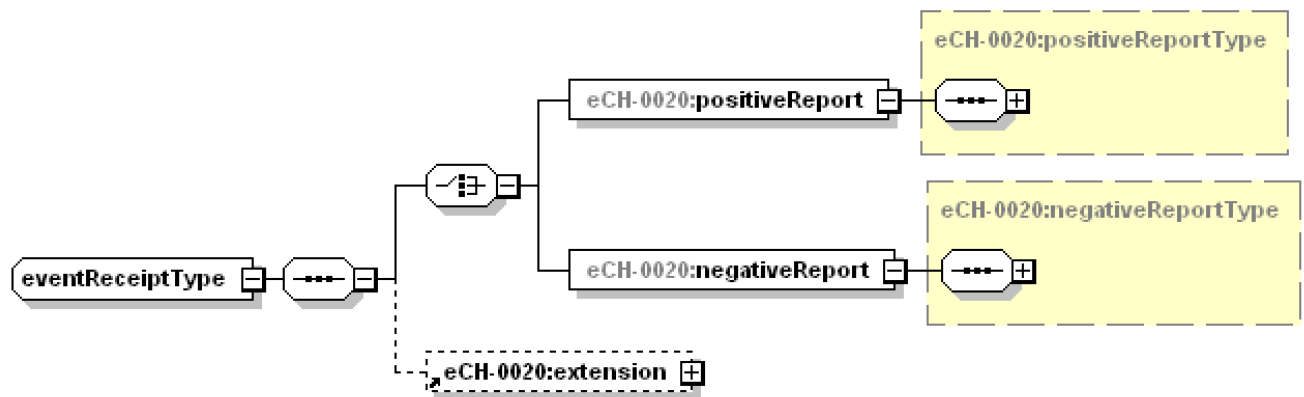 eCH-0020:positiveReportType
eCH-0020:positiveReport
eCH-0020:negativeReportType
eCH-0020:negativeReport
eventReceiptType
eCH-0020:extension